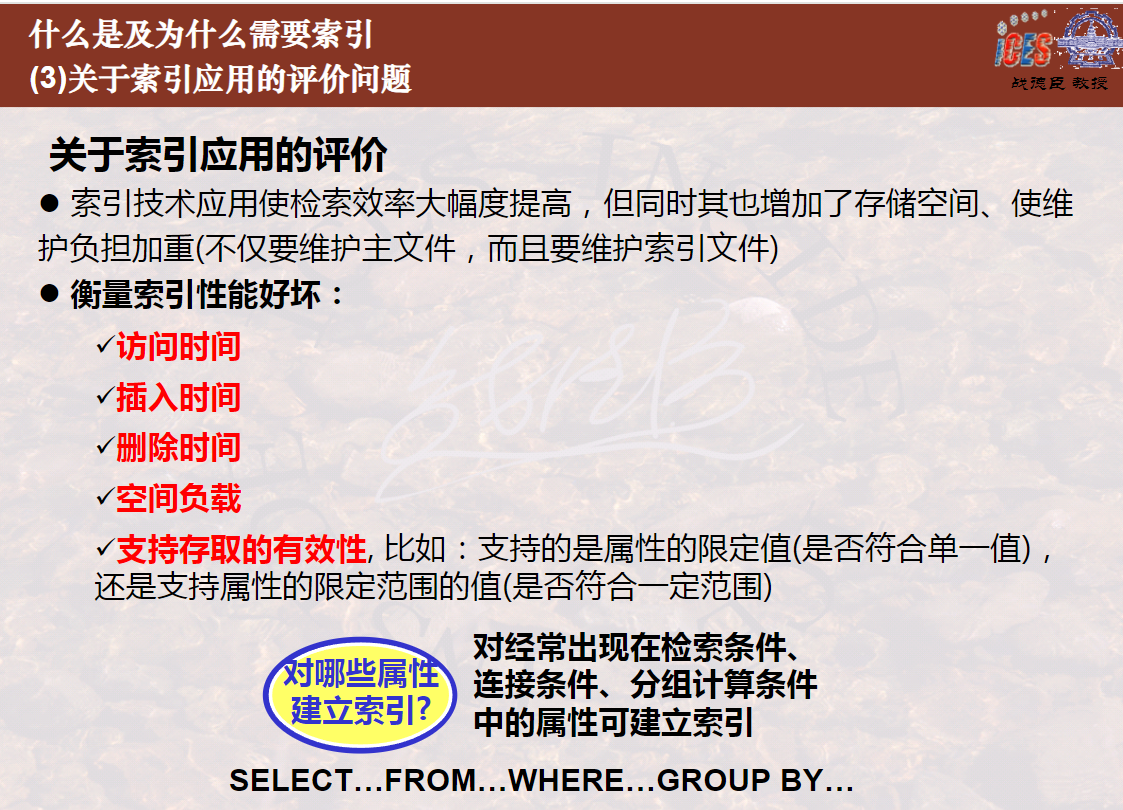 什么是及为什么需要索引
(3)关于索引应用的评价问题
iCES
战德臣 教授
关于索引应用的评价
● 索引技术应用使检索效率大幅度提高，但同时其也增加了存储空间、使维
护负担加重(不仅要维护主文件，而且要维护索引文件)
● 衡量索引性能好坏：
✓访问时间
✓插入时间
✓删除时间
✓空间负载
✓支持存取的有效性, 比如：支持的是属性的限定值(是否符合单一值)，
还是支持属性的限定范围的值(是否符合一定范围)
对哪些属性
建立索引?
对经常出现在检索条件、
连接条件、分组计算条件
中的属性可建立索引
SELECT…FROM…WHERE…GROUP BY…